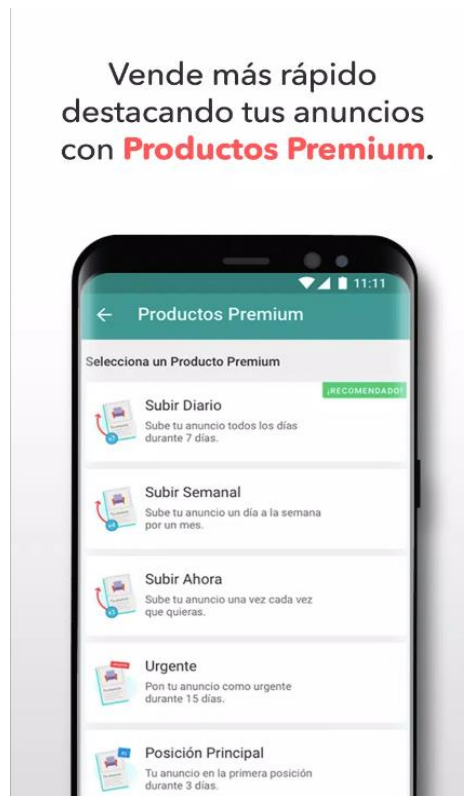 Vende más rápido
destacando tus anuncios
con Productos Premium.
11:11
Productos Premium
Selecciona un Producto Premium
¡RECOMENDADO!
Subir Diario
Sube tu anuncio todos los días
durante 7 días.
Subir Semanal
Sube tu anuncio un día a la semana
por un mes.
Subir Ahora
Sube tu anuncio una vez cada vez
que quieras.
Urgente
Pon tu anuncio como urgente
durante 15 días.
Posición Principal
Tu anuncio en la primera posición
durante 3 días.